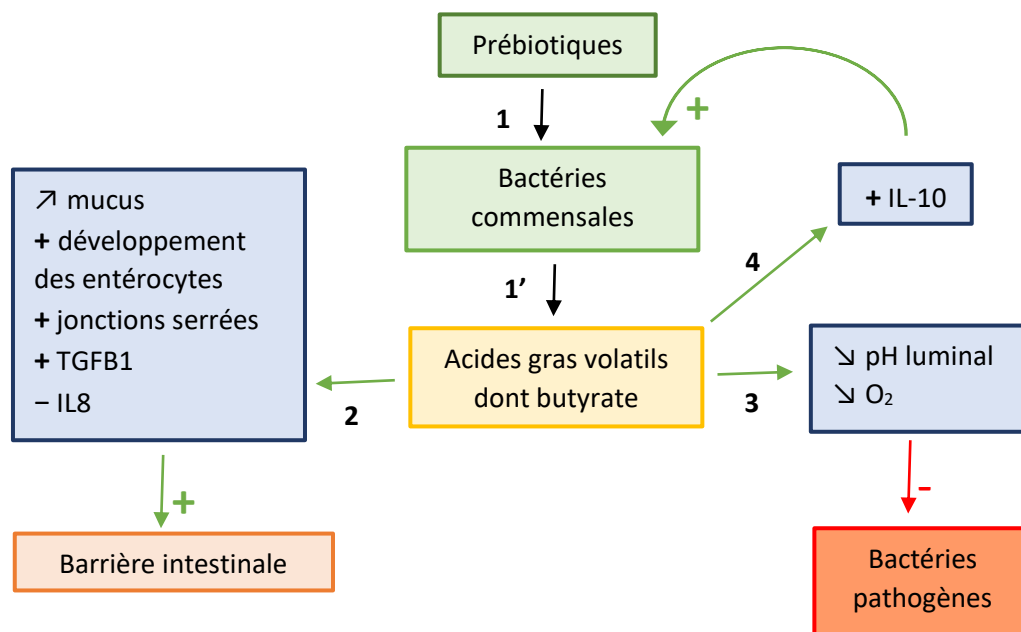 Prébiotiques
1
+
Bactéries
commensales
+ IL-10
↗ mucus
+ développement
des entérocytes
+ jonctions serrées
+ TGFB1
− IL8
1’
4
Acides gras volatils
dont butyrate
2
3
↘ pH luminal
↘ O₂
+
−
Barrière intestinale
Bactéries
pathogènes